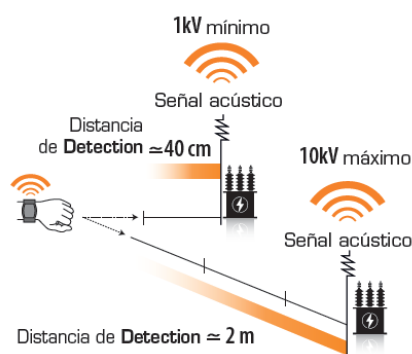 1kV mínimo
Señal acústico
Distancia
de Detection ≃40 cm
10kV máximo
Señal acústico
Distancia de Detection ≃ 2 m